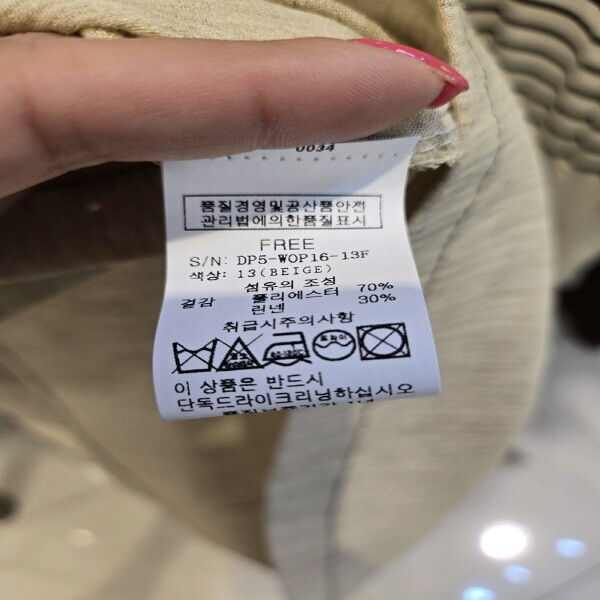 0034
품질경영및공산품안전
관리법에의한품질표시
FREE
S/N: DP5-WOP16-13F
색상: 13(BEIGE)
섬유의 조성
겉감 폴리에스터 70%
린넨 30%
취급시주의사항
드라이
이 상품은 반드시
단독드라이크리닝하십시오